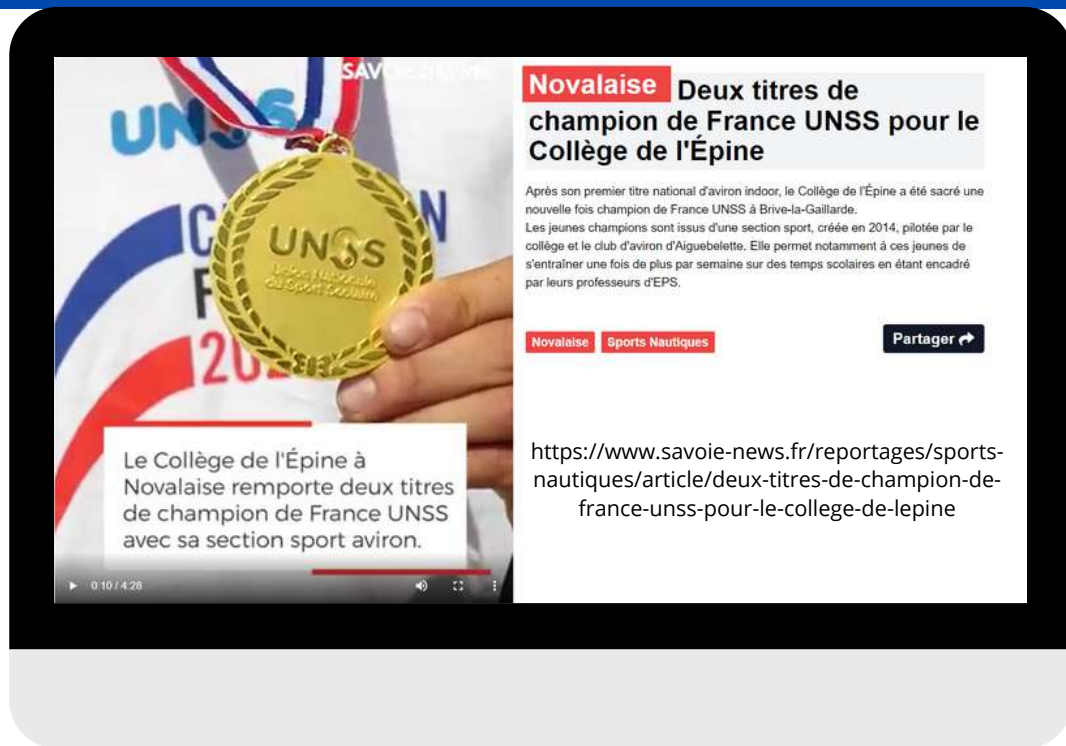 SAVOIE
UNSS
UNSS
Union Nationale
du Sport Scolaire
Le Collège de l'Épine à
Novalaise remporte deux titres
de champion de France UNSS
avec sa section sport aviron.
0:10 / 4:28
Novalaise Deux titres de
champion de France UNSS pour le
Collège de l'Épine
Après son premier titre national d'aviron indoor, le Collège de l'Épine a été sacré une
nouvelle fois champion de France UNSS à Brive-la-Gaillarde.
Les jeunes champions sont issus d'une section sport, créée en 2014, pilotée par le
collège et le club d'aviron d'Aiguebelette. Elle permet notamment à ces jeunes de
s'entraîner une fois de plus par semaine sur des temps scolaires en étant encadré
par leurs professeurs d'EPS.
Novalaise Sports Nautiques
Partager
https://www.savoie-news.fr/reportages/sports-
nautiques/article/deux-titres-de-champion-de-
france-unss-pour-le-college-de-lepine